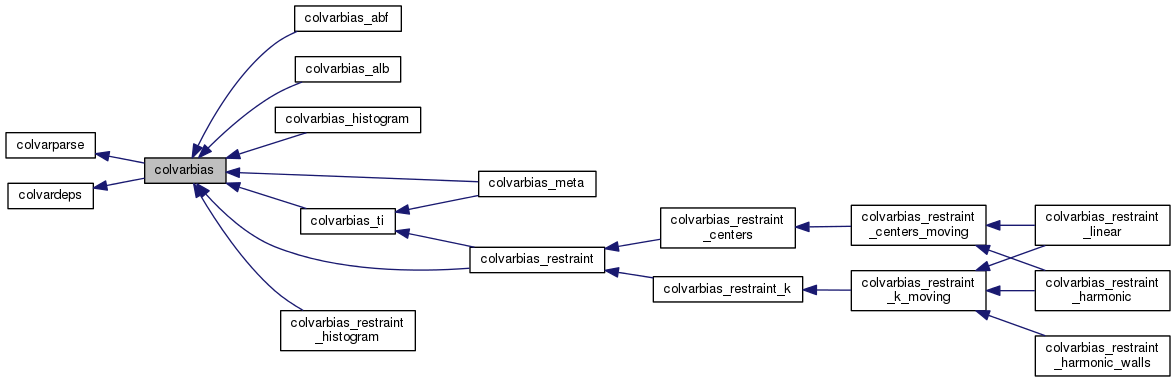 colvarbias_abf
colvarbias_alb
colvarbias_histogram
colvarparse
colvarbias
colvardeps
colvarbias_meta
colvarbias_ti
colvarbias_restraint
colvarbias_restraint
_histogram
colvarbias_restraint
_centers
colvarbias_restraint_k
colvarbias_restraint
_centers_moving
colvarbias_restraint
_k_moving
colvarbias_restraint
_linear
colvarbias_restraint
_harmonic
colvarbias_restraint
_harmonic_walls